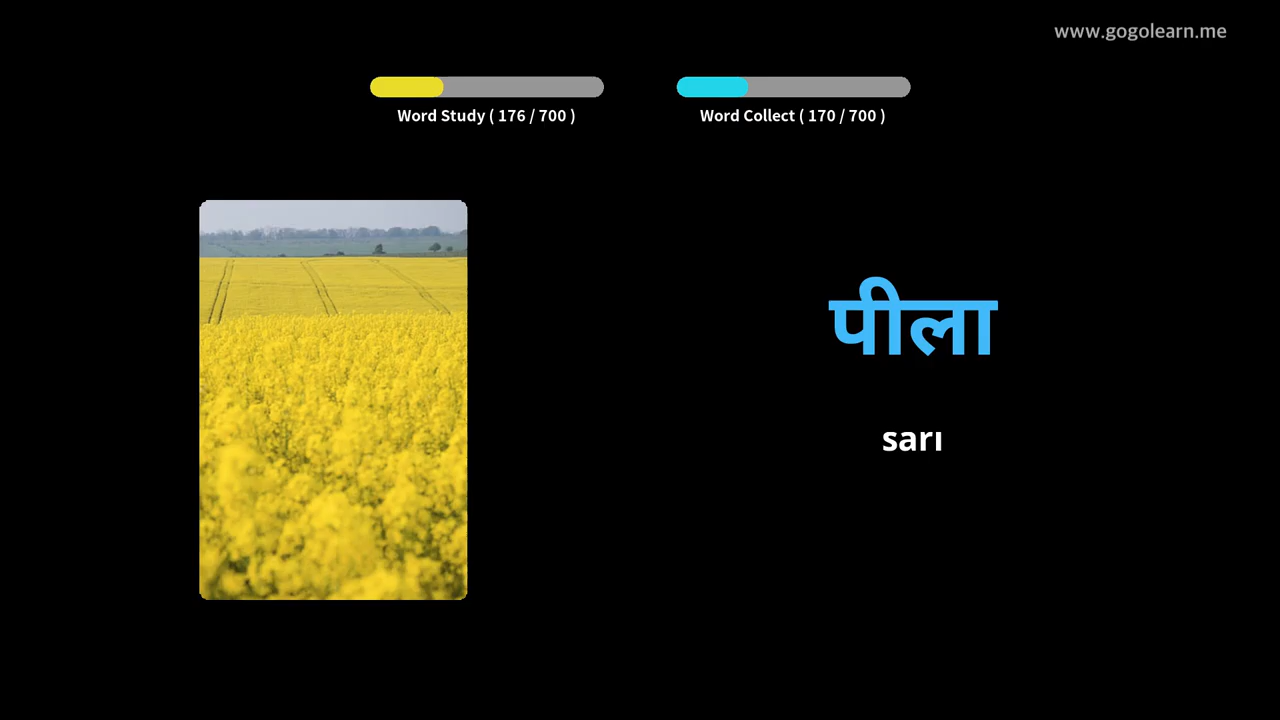 www.gogolearn.me
Word Study ( 176 / 700 )
Word Collect ( 170 / 700 )
पीला
sarı